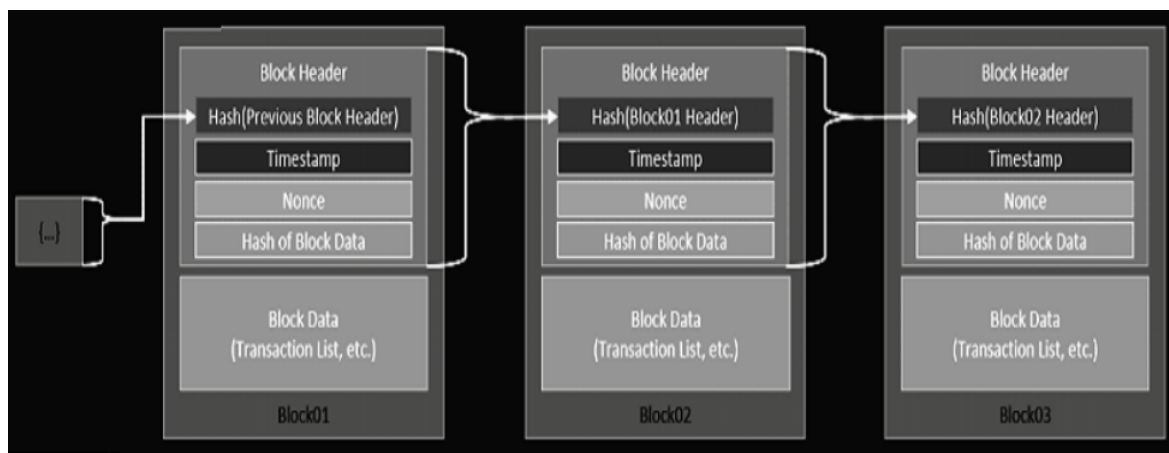 {...}
Block Header
Hash(Previous Block Header)
Timestamp
Nonce
Hash of Block Data
Block Data
(Transaction List, etc.)
Block01
Block Header
Hash(Block01 Header)
Timestamp
Nonce
Hash of Block Data
Block Data
(Transaction List, etc.)
Block02
Block Header
Hash(Block02 Header)
Timestamp
Nonce
Hash of Block Data
Block Data
(Transaction List, etc.)
Block03